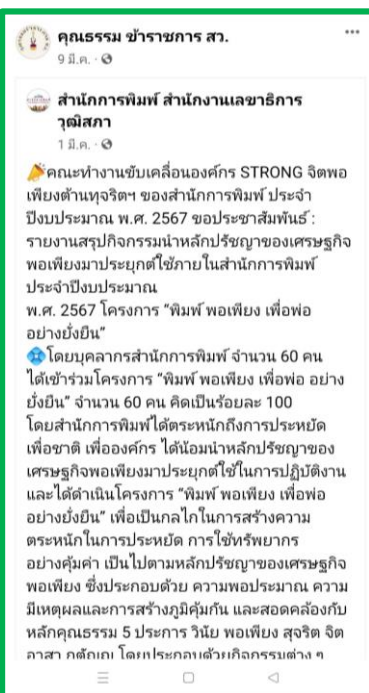 คุณธรรม ข้าราชการ สว.
9 มี.ค.
สำนักการพิมพ์ สำนักงานเลขาธิการ
วุฒิสภา
1 มี.ค.
📣คณะทำงานขับเคลื่อนองค์กร STRONG จิตพอ
เพียงต้านทุจริตฯ ของสำนักการพิมพ์ ประจำ
ปีงบประมาณ พ.ศ. 2567 ขอประชาสัมพันธ์ :
รายงานสรุปกิจกรรมนำหลักปรัชญาของเศรษฐกิจ
พอเพียงมาประยุกต์ใช้ภายในสำนักการพิมพ์
ประจำปีงบประมาณ
พ.ศ. 2567 โครงการ “พิมพ์ พอเพียง เพื่อพ่อ
อย่างยั่งยืน”
💠โดยบุคลากรสำนักการพิมพ์ จำนวน 60 คน
ได้เข้าร่วมโครงการ “พิมพ์ พอเพียง เพื่อพ่อ อย่าง
ยั่งยืน” จำนวน 60 คน คิดเป็นร้อยละ 100
โดยสำนักการพิมพ์ได้ตระหนักถึงการประหยัด
เพื่อชาติ เพื่อองค์กร ได้น้อมนำหลักปรัชญาของ
เศรษฐกิจพอเพียงมาประยุกต์ใช้ในการปฏิบัติงาน
และได้ดำเนินโครงการ “พิมพ์ พอเพียง เพื่อพ่อ
อย่างยั่งยืน” เพื่อเป็นกลไกในการสร้างความ
ตระหนักในการประหยัด การใช้ทรัพยากร
อย่างคุ้มค่า เป็นไปตามหลักปรัชญาของเศรษฐกิจ
พอเพียง ซึ่งประกอบด้วย ความพอประมาณ ความ
มีเหตุผลและการสร้างภูมิคุ้มกัน และสอดคล้องกับ
หลักคุณธรรม 5 ประการ วินัย พอเพียง สุจริต จิต
อาสา กตัญญู โดยประกอบด้วยกิจกรรมต่าง ๆ